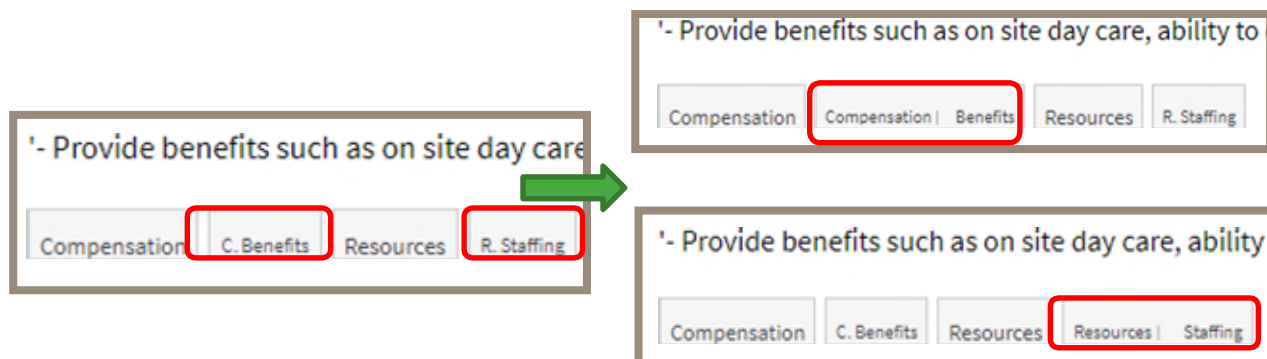 '- Provide benefits such as on site day care
Compensation C. Benefits Resources R. Staffing
'- Provide benefits such as on site day care, ability to
Compensation Compensation | Benefits Resources R. Staffing
'- Provide benefits such as on site day care, ability
Compensation C. Benefits Resources Resources | Staffing